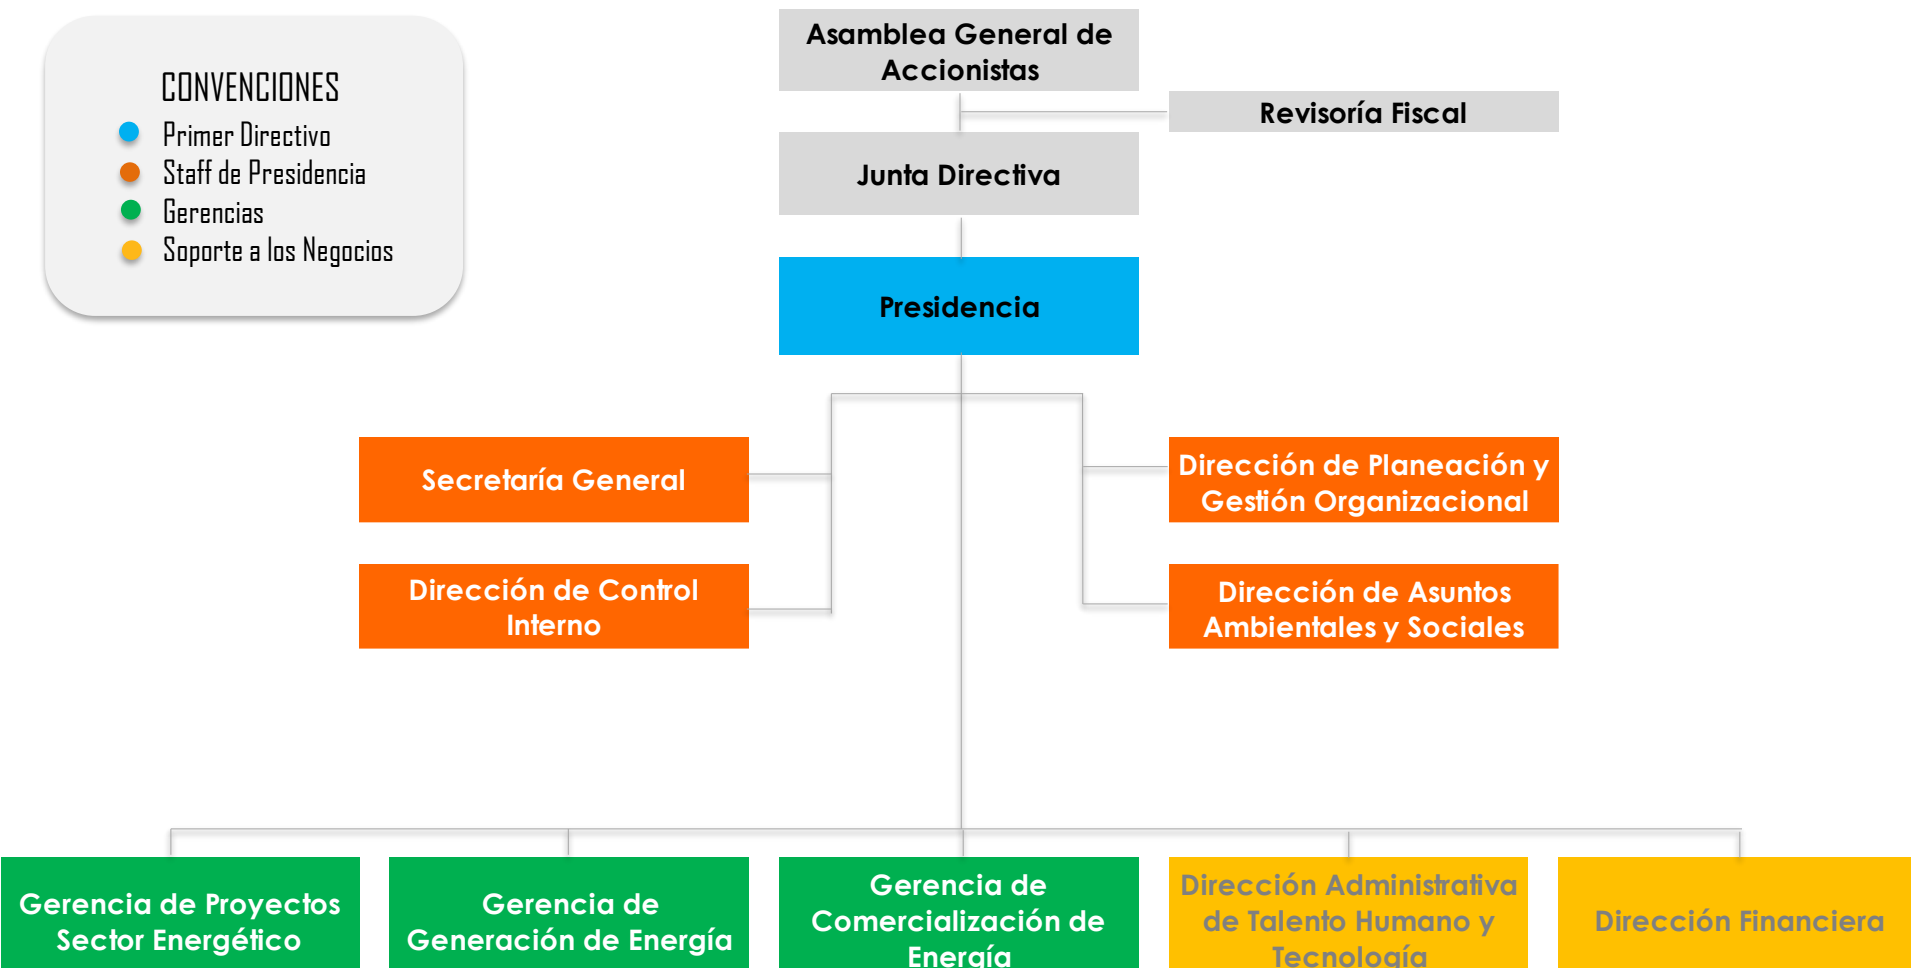 Asamblea General de
Accionistas
CONVENCIONES
Primer Directivo
Staff de Presidencia
Gerencias
Soporte a los Negocios
Revisoría Fiscal
Junta Directiva
Presidencia
Secretaría General
Dirección de Planeación y
Gestión Organizacional
Dirección de Control
Interno
Dirección de Asuntos
Ambientales y Sociales
Gerencia de Proyectos
Sector Energético
Gerencia de
Generación de Energía
Gerencia de
Comercialización de
Energía
Dirección Administrativa
de Talento Humano y
Tecnología
Dirección Financiera